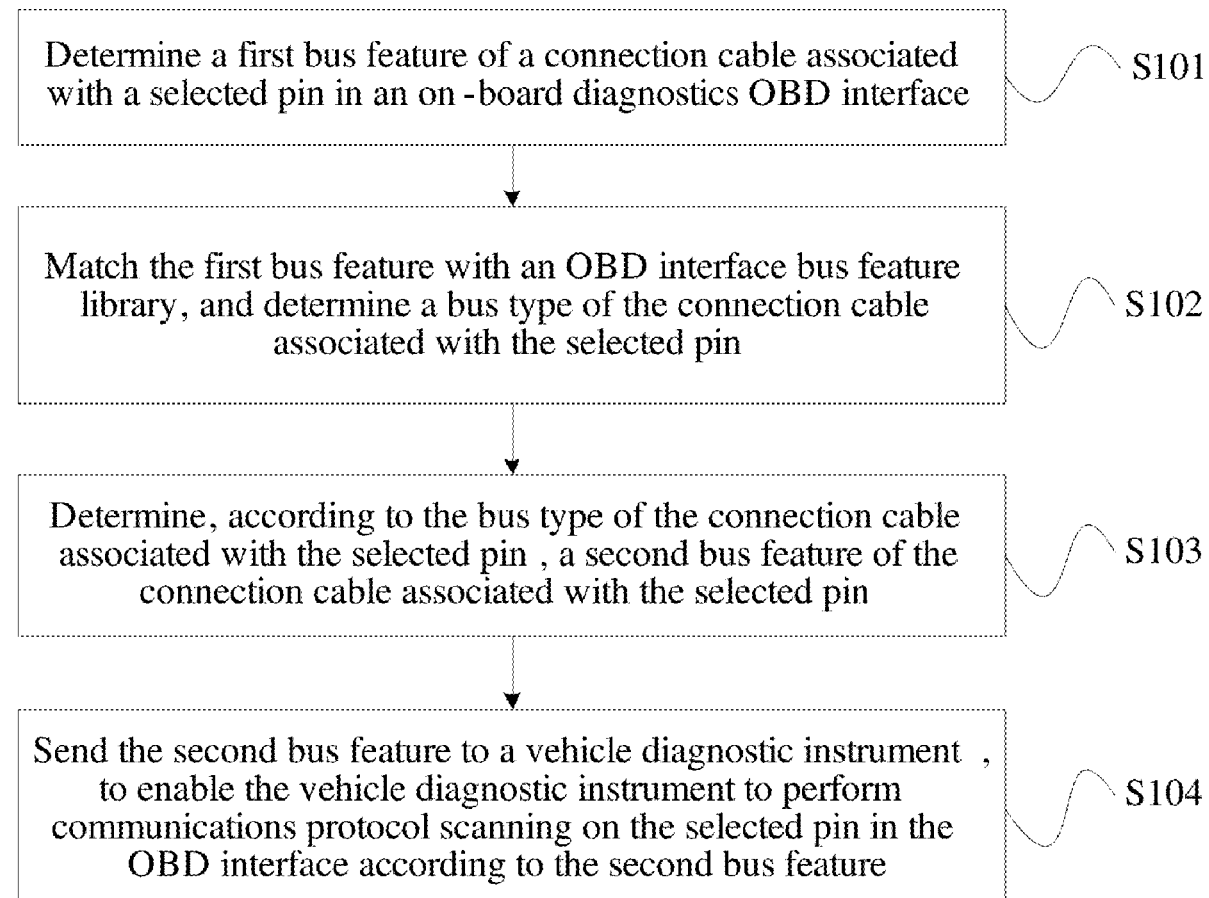 Determine a first bus feature of a connection cable associated
with a selected pin in an on-board diagnostics OBD interface
S101
Match the first bus feature with an OBD interface bus feature
library, and determine a bus type of the connection cable
associated with the selected pin
S102
Determine, according to the bus type of the connection cable
associated with the selected pin , a second bus feature of the
connection cable associated with the selected pin
S103
Send the second bus feature to a vehicle diagnostic instrument ,
to enable the vehicle diagnostic instrument to perform
communications protocol scanning on the selected pin in the
OBD interface according to the second bus feature
S104